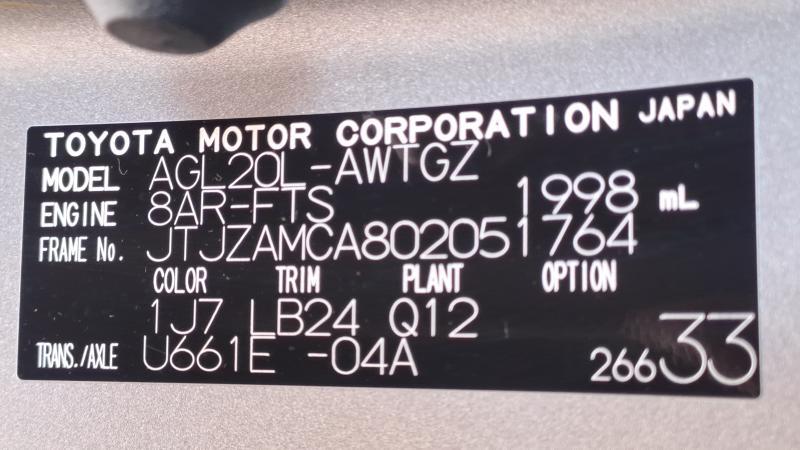 TOYOTA MOTOR CORPORATION JAPAN
MODEL AGL20L-AWTGZ
ENGINE 8AR-FTS 1998 mL
FRAME No. JTJZAMCA802051764
COLOR TRIM PLANT OPTION
1J7 LB24 Q12
TRANS./AXLE U661E -04A 26633